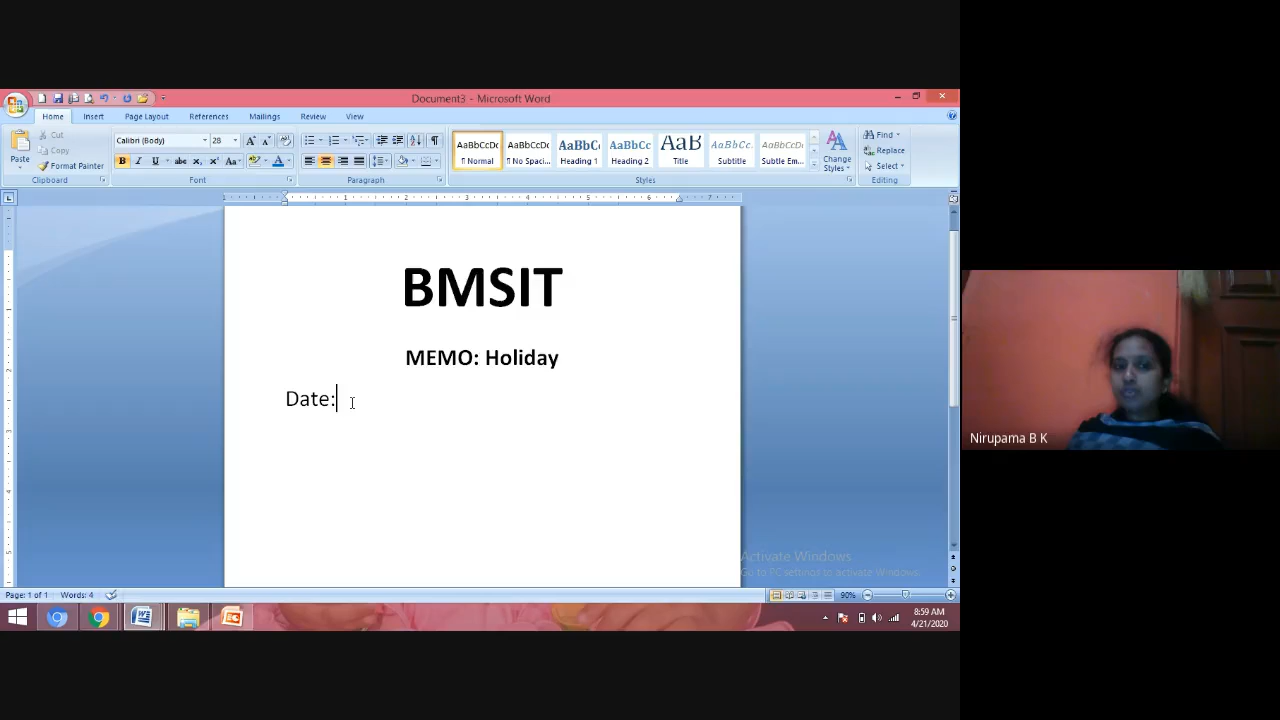 Document3 - Microsoft Word
Home Insert Page Layout References Mailings Review View
Paste
Cut
Copy
Format Painter
Clipboard
Calibri (Body) 28
Font
Paragraph
AaBbCcDc AaBbCcDc AaBbC AaBbCc AaB AaBbCc. AaBbCcDc
¶ Normal ¶ No Spaci... Heading 1 Heading 2 Title Subtitle Subtle Em...
Styles
Change Styles
Find
Replace
Select
Editing
BMSIT
MEMO: Holiday
Date:
Nirupama B K
Activate Windows
Go to PC settings to activate Windows.
Page: 1 of 1 Words: 4
90%
8:59 AM
4/21/2020